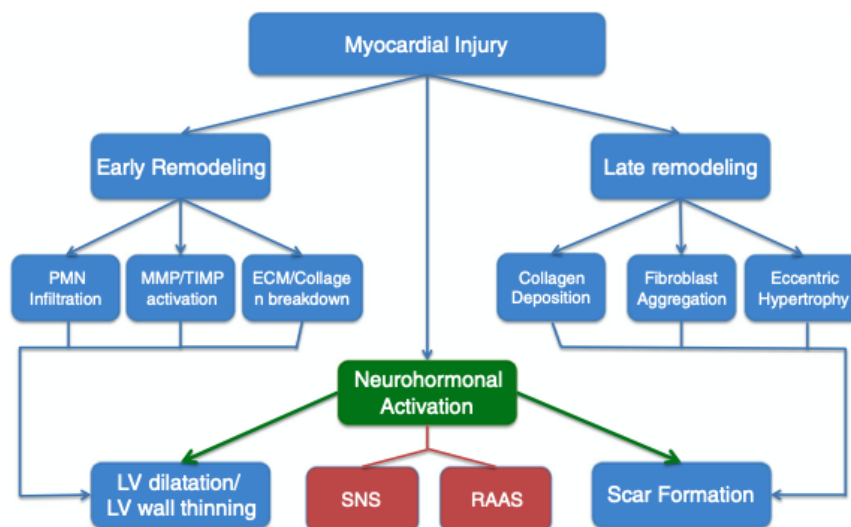 Myocardial Injury
Early Remodeling
Late remodeling
PMN
Infiltration
MMP/TIMP
activation
ECM/Collage
n breakdown
Collagen
Deposition
Fibroblast
Aggregation
Eccentric
Hypertrophy
Neurohormonal
Activation
LV dilatation/
LV wall thinning
SNS
RAAS
Scar Formation